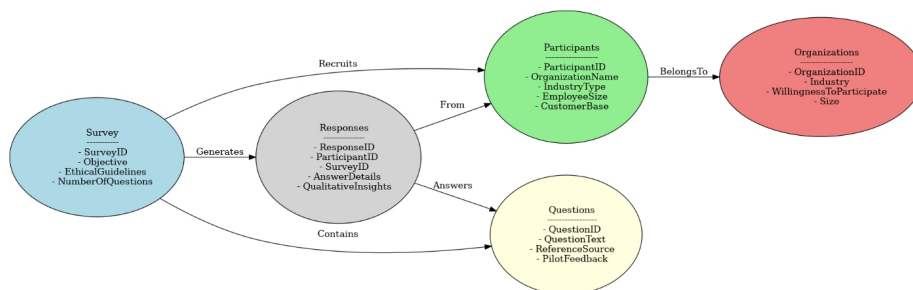 Survey
------------
- SurveyID
- Objective
- EthicalGuidelines
- NumberOfQuestions
Generates
Recruits
Contains
Responses
--------------
- ResponseID
- ParticipantID
- SurveyID
- AnswerDetails
- QualitativeInsights
From
Answers
Participants
------------------
- ParticipantID
- OrganizationName
- IndustryType
- EmployeeSize
- CustomerBase
BelongsTo
Questions
-----------------
- QuestionID
- QuestionText
- ReferenceSource
- PilotFeedback
Organizations
------------------
- OrganizationID
- Industry
- WillingnessToParticipate
- Size